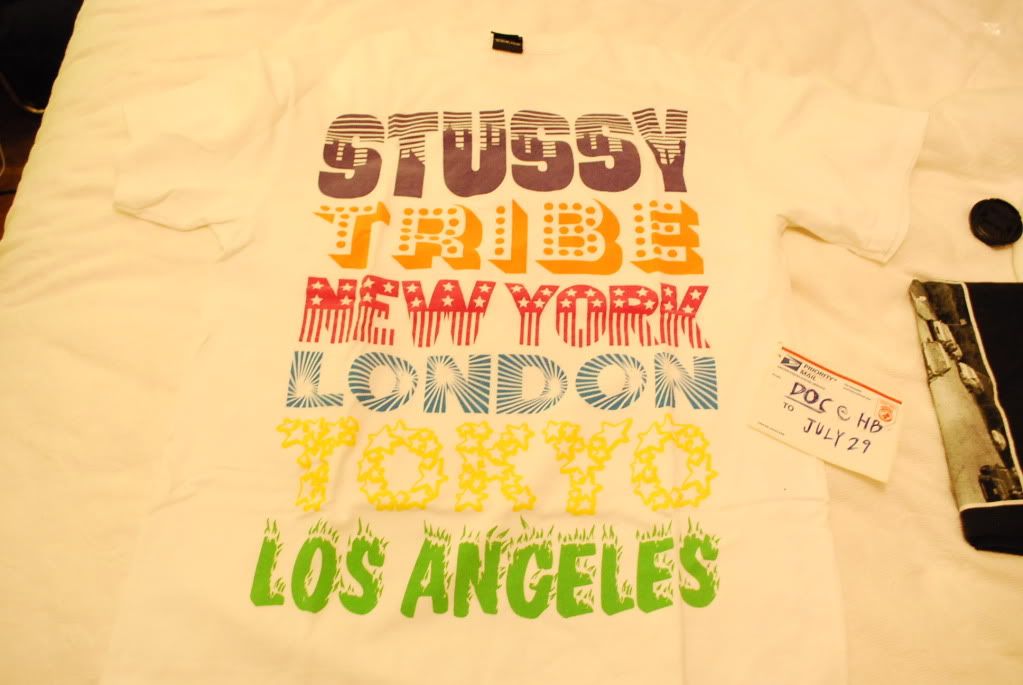 STUSSY
TRIBE
NEW YORK
LONDON
TOKYO
LOS ANGELES
PRIORITY
MAIL
TO
DOC @ HB
JULY 29